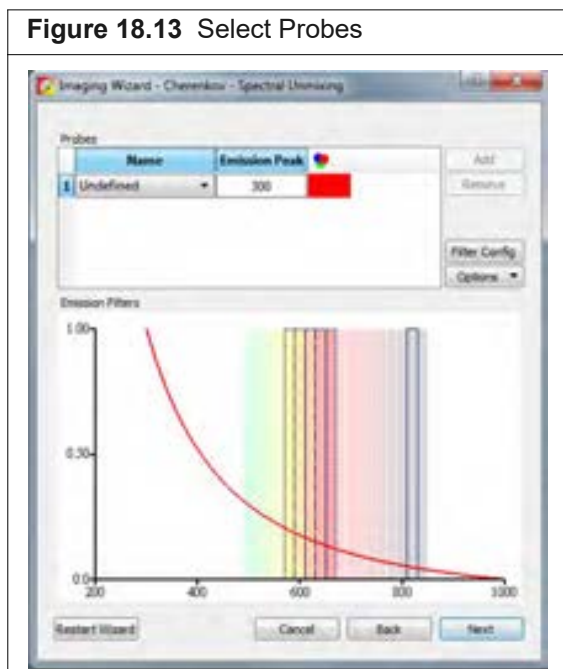 Figure 18.13 Select Probes
Imaging Wizard - Cherenkov - Spectral Unmixing
Probes
Name Emission Peak
Add
1 Undefined 300
Remove
Filter Config
Options
Emission Filters
1.00
0.50
0.0
200 400 600 800 1000
Restart Wizard Cancel Back Next